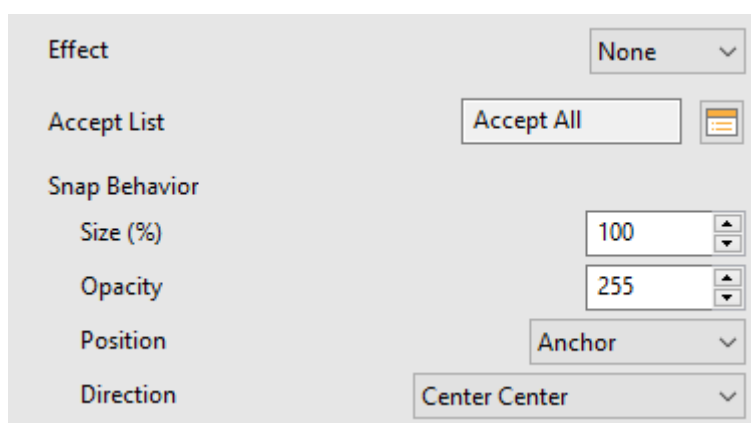 Effect None
Accept List Accept All
Snap Behavior
Size (%) 100
Opacity 255
Position Anchor
Direction Center Center